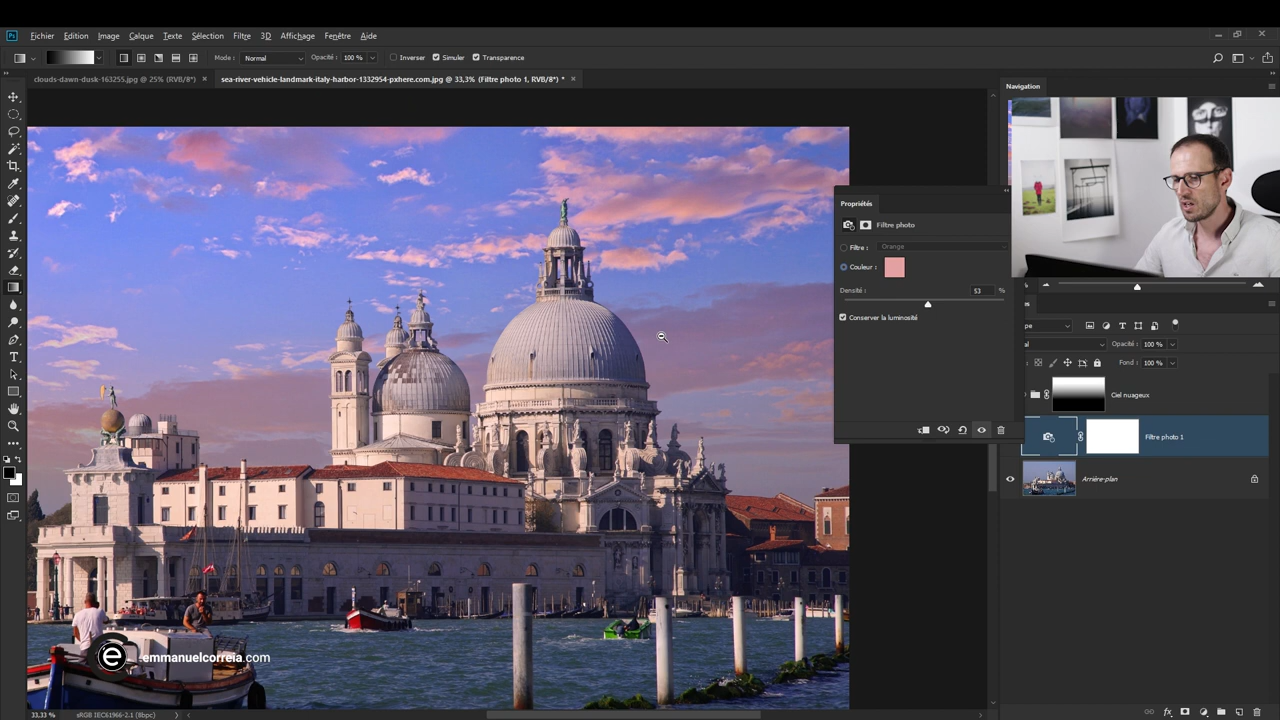 Ps Fichier Edition Image Calque Texte Sélection Filtre 3D Affichage Fenêtre Aide
Mode : Normal Opacité : 100 % Inverser Simuler Transparence
clouds-dawn-dusk-163255.jpg @ 25% (RVB/8*) × sea-river-vehicle-landmark-italy-harbor-1332954-pxhere.com.jpg @ 33,3% (Filtre photo 1, RVB/8*) * ×
Navigation
Propriétés
Filtre photo
Filtre : Orange
Couleur :
Densité : 53 %
Conserver la luminosité
%
Opacité : 100 %
Fond : 100 %
Ciel nuageux
Filtre photo 1
Arrière-plan
e emmanuelcorreia.com
33,33 % sRGB IEC61966-2.1 (8bpc)